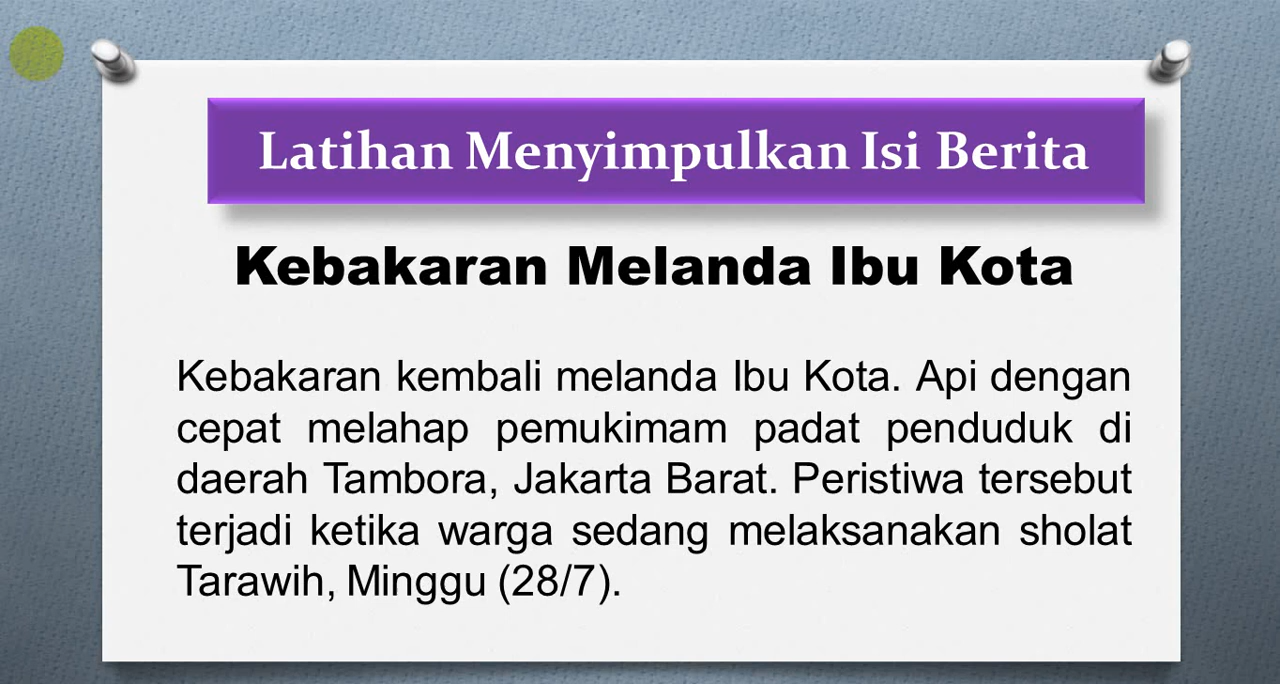 Latihan Menyimpulkan Isi Berita
Kebakaran Melanda Ibu Kota
Kebakaran kembali melanda Ibu Kota. Api dengan
cepat melahap pemukimam padat penduduk di
daerah Tambora, Jakarta Barat. Peristiwa tersebut
terjadi ketika warga sedang melaksanakan sholat
Tarawih, Minggu (28/7).